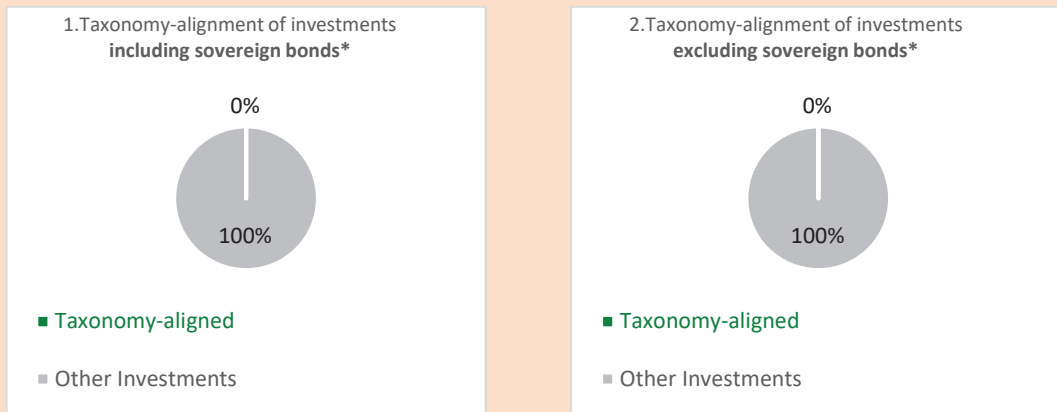 1.Taxonomy-alignment of investments
including sovereign bonds*
0%
100%
Taxonomy-aligned
Other Investments
2.Taxonomy-alignment of investments
excluding sovereign bonds*
0%
100%
Taxonomy-aligned
Other Investments